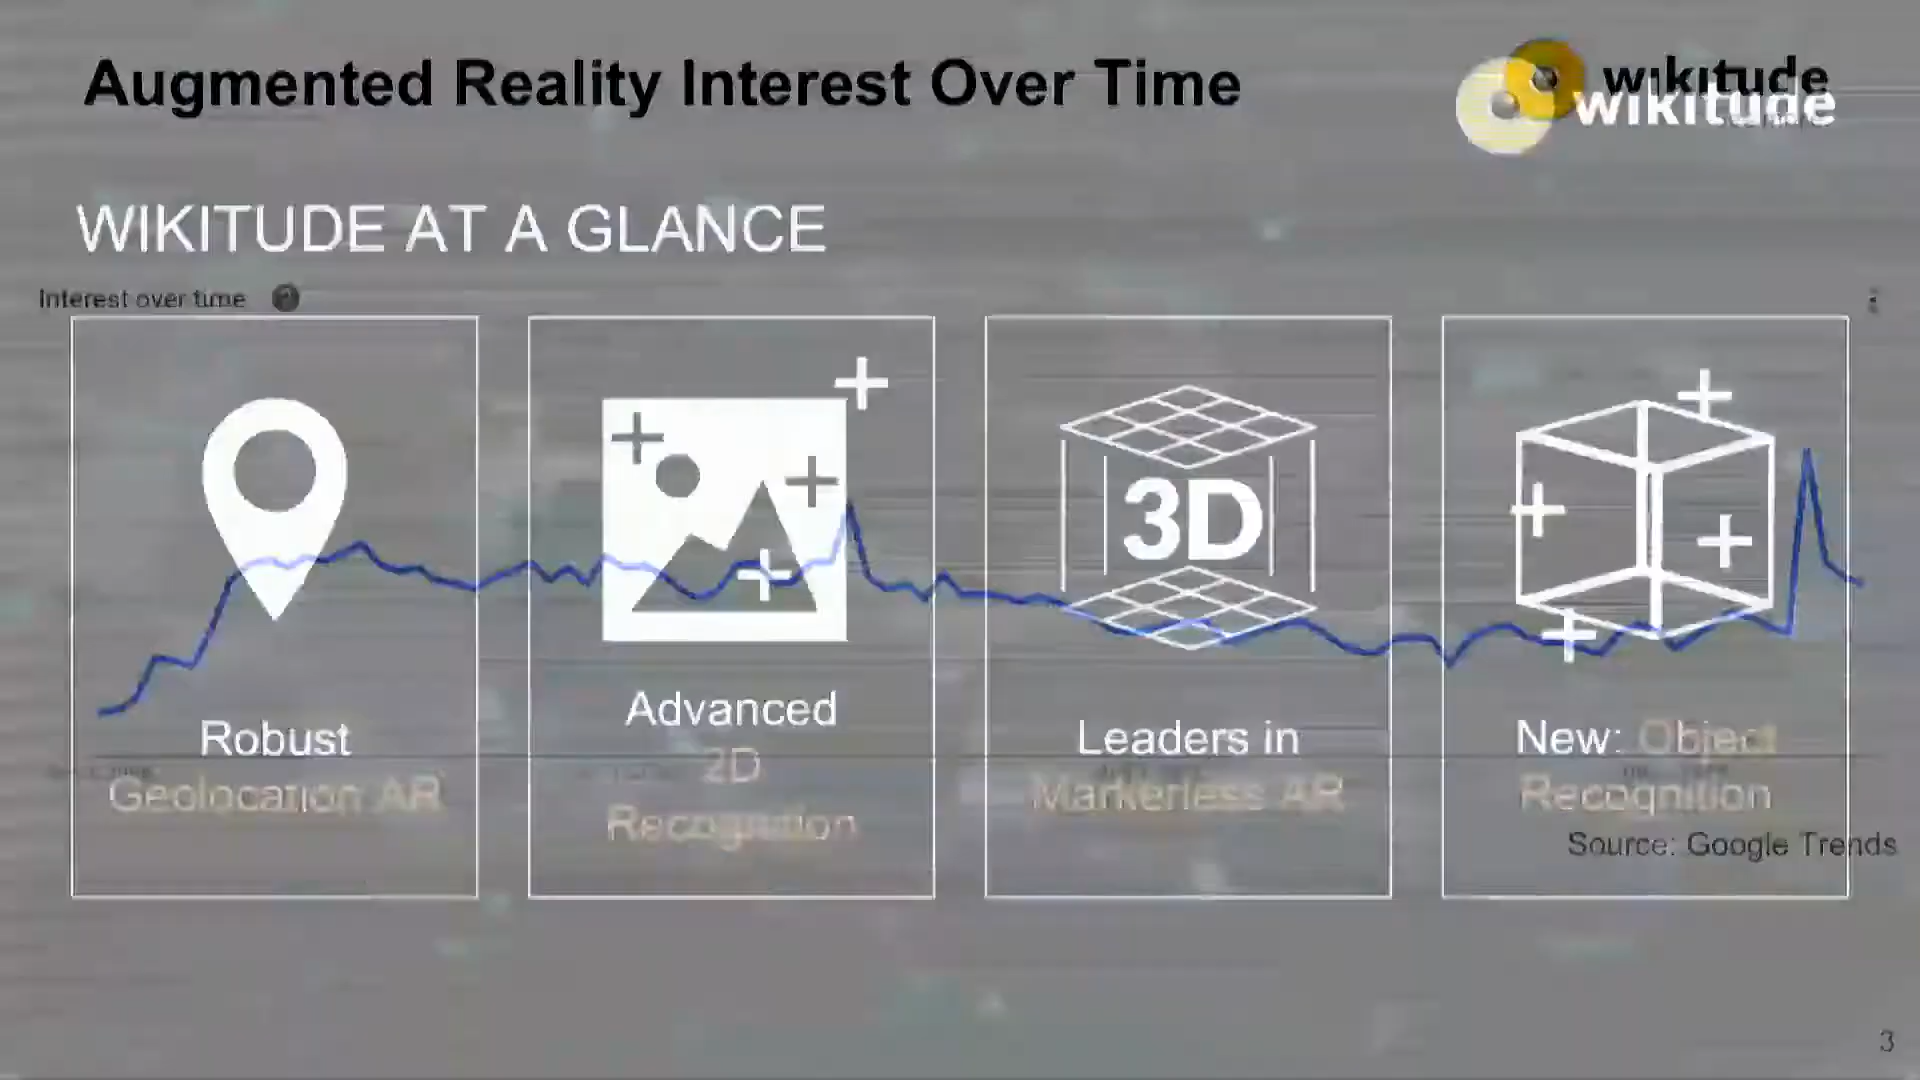 Augmented Reality Interest Over Time
wikitude
wikitude
WIKITUDE AT A GLANCE
Interest over time
3D
Robust
Geolocation AR
Advanced
2D
Recognition
Leaders in
Markerless AR
New: Object
Recognition
Source: Google Trends
3